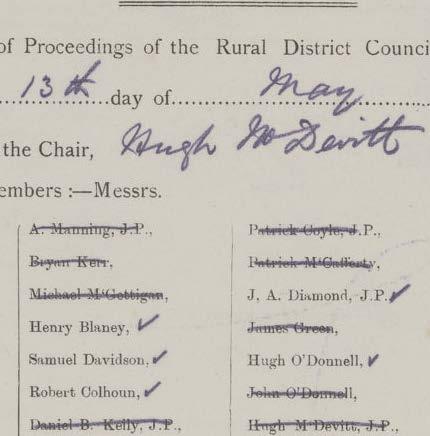 of Proceedings of the Rural District Counci
13th day of May
the Chair, Hugh McDevitt
embers :—Messrs.
A. Manning, J.P.,
Bryan Kerr,
Michael M'Gettigan,
Henry Blaney,
Samuel Davidson,
Robert Colhoun,
Daniel B. Kelly, J.P.,
Patrick Coyle, J.P.,
Patrick M'Cafferty,
J. A. Diamond, J.P.
James Green,
Hugh O'Donnell,
John O'Donnell,
Hugh M'Devitt, J.P.,